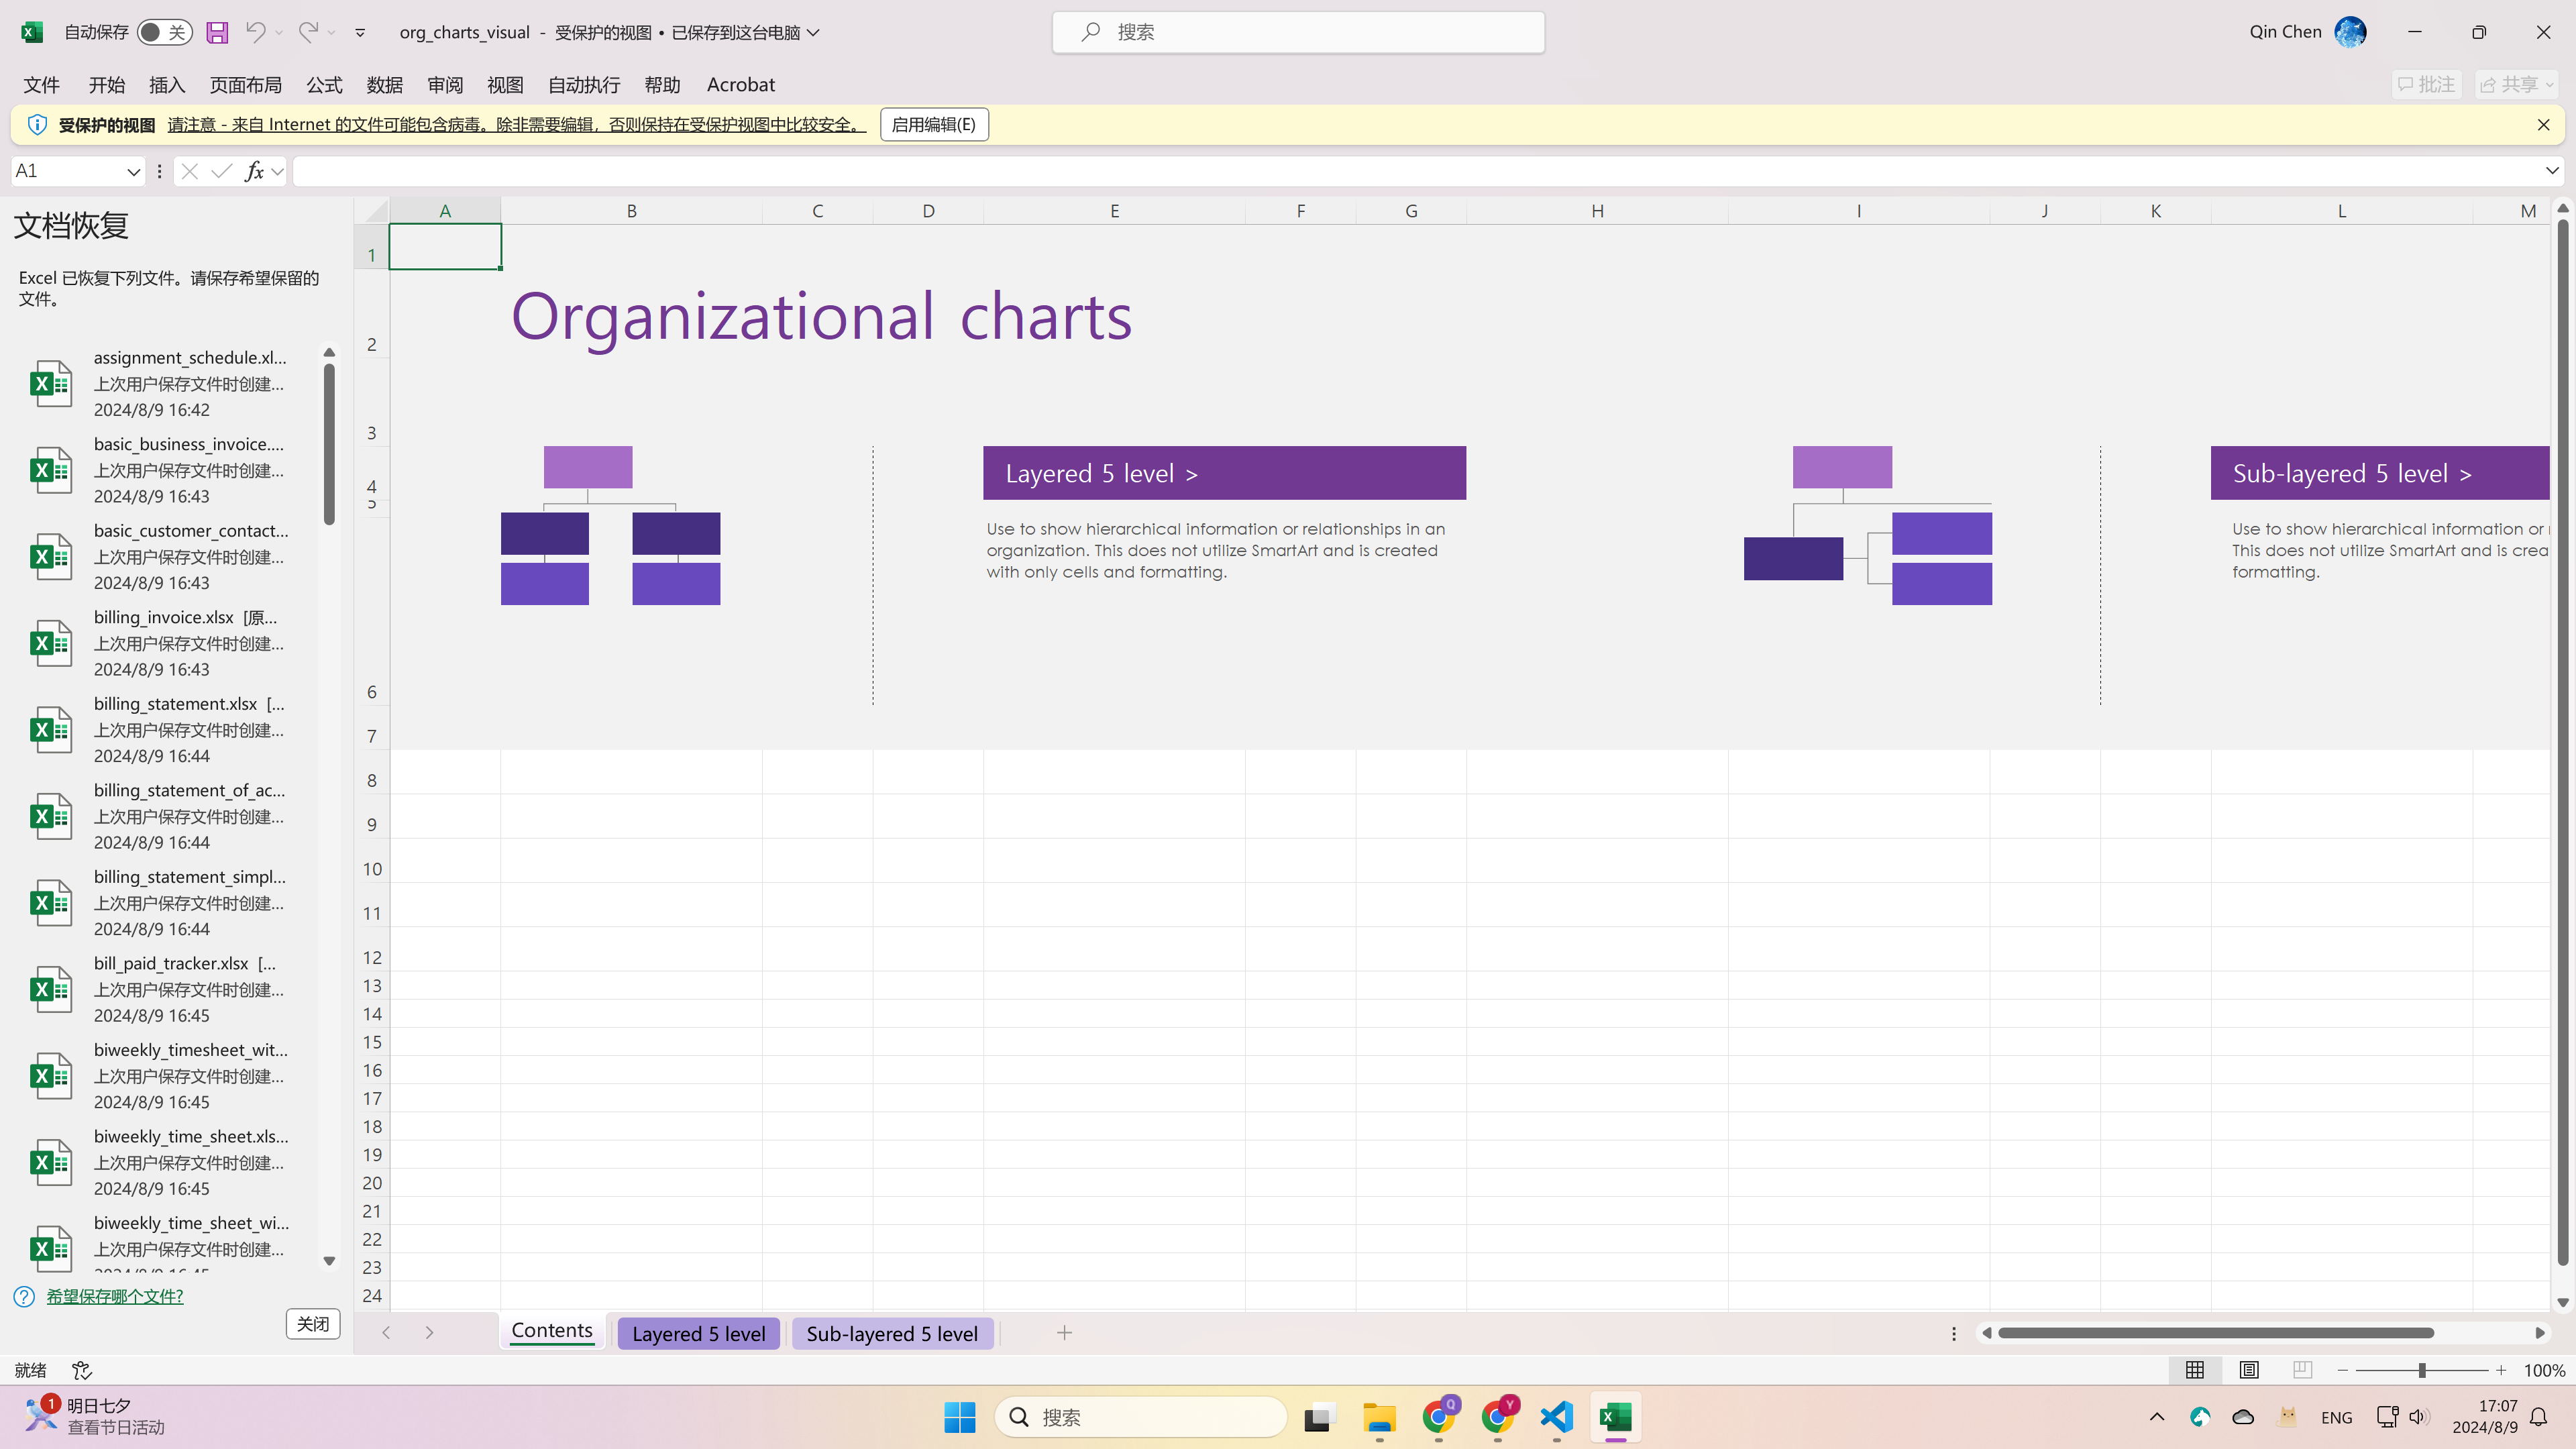 自动保存 关 org_charts_visual - 受保护的视图 • 已保存到这台电脑 搜索 Qin Chen
文件 开始 插入 页面布局 公式 数据 审阅 视图 自动执行 帮助 Acrobat 批注 共享
受保护的视图 请注意 - 来自 Internet 的文件可能包含病毒。除非需要编辑，否则保持在受保护视图中比较安全。 启用编辑(E)
A1 fx
文档恢复
Excel 已恢复下列文件。请保存希望保留的
文件。
assignment_schedule.xl...
上次用户保存文件时创建...
2024/8/9 16:42
basic_business_invoice....
上次用户保存文件时创建...
2024/8/9 16:43
basic_customer_contact...
上次用户保存文件时创建...
2024/8/9 16:43
billing_invoice.xlsx [原...
上次用户保存文件时创建...
2024/8/9 16:43
billing_statement.xlsx [...
上次用户保存文件时创建...
2024/8/9 16:44
billing_statement_of_ac...
上次用户保存文件时创建...
2024/8/9 16:44
billing_statement_simpl...
上次用户保存文件时创建...
2024/8/9 16:44
bill_paid_tracker.xlsx [...
上次用户保存文件时创建...
2024/8/9 16:45
biweekly_timesheet_wit...
上次用户保存文件时创建...
2024/8/9 16:45
biweekly_time_sheet.xls...
上次用户保存文件时创建...
2024/8/9 16:45
biweekly_time_sheet_wi...
上次用户保存文件时创建...
希望保存哪个文件?
关闭
A B C D E F G H I J K L M
1
2
3
4
5
6
7
8
9
10
11
12
13
14
15
16
17
18
19
20
21
22
23
24
Organizational charts
Layered 5 level >
Use to show hierarchical information or relationships in an
organization. This does not utilize SmartArt and is created
with only cells and formatting.
Sub-layered 5 level >
Use to show hierarchical information or
This does not utilize SmartArt and is crea
formatting.
Contents Layered 5 level Sub-layered 5 level
就绪 100%
1 明日七夕
查看节日活动
搜索
Q Y
ENG
17:07
2024/8/9